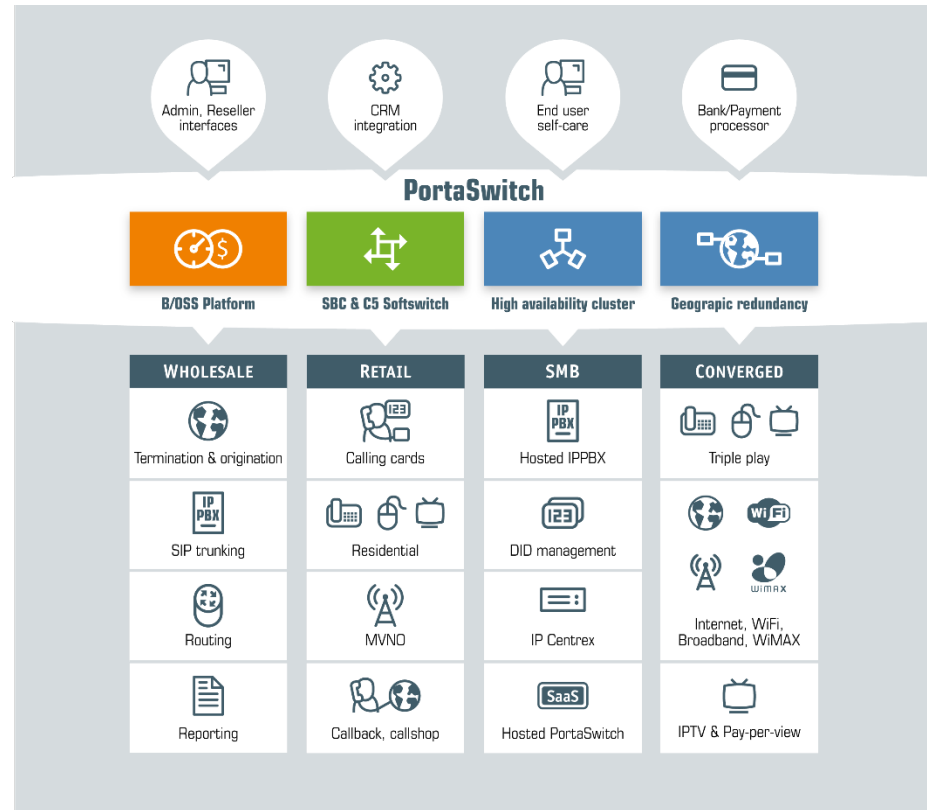 Admin, Reseller
interfaces
CRM
integration
End user
self-care
Bank/Payment
processor
PortaSwitch
$
B/OSS Platform
SBC & C5 Softswitch
High availability cluster
Geograpic redundancy
WHOLESALE
RETAIL
SMB
CONVERGED
Termination & origination
123
Calling cards
IP
PBX
Hosted IPPBX
Triple play
IP
PBX
SIP trunking
Residential
123
DID management
WiFi
WiMAX
Internet, WiFi,
Broadband, WiMAX
Routing
MVNO
IP Centrex
Reporting
Callback, callshop
SaaS
Hosted PortaSwitch
IPTV & Pay-per-view